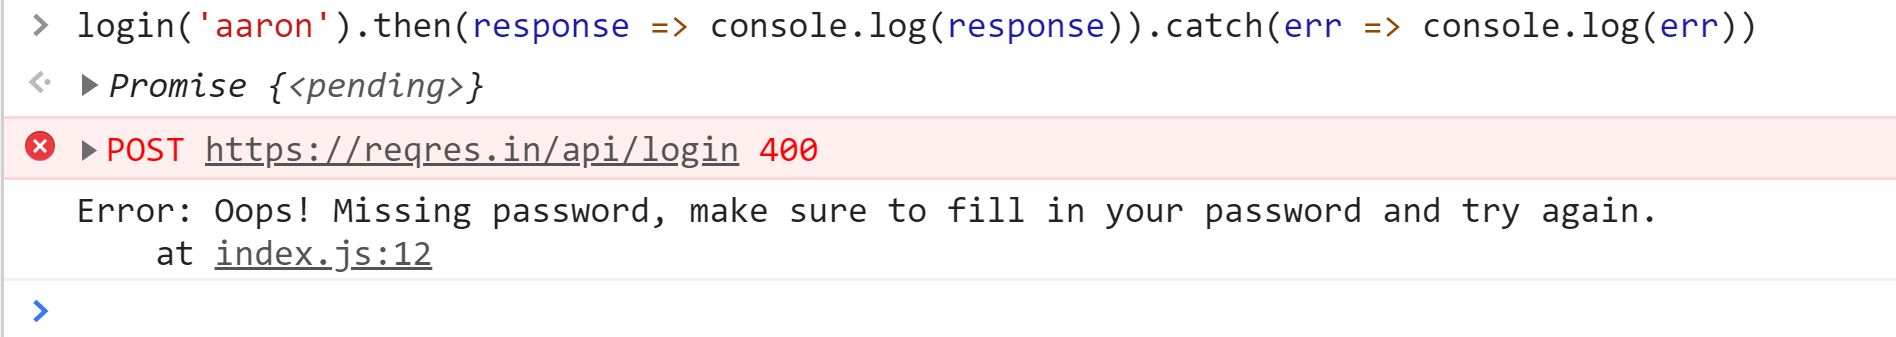 login('aaron').then(response => console.log(response)).catch(err => console.log(err))
Promise {<pending>}
POST https://reqres.in/api/login 400
Error: Oops! Missing password, make sure to fill in your password and try again.
at index.js:12